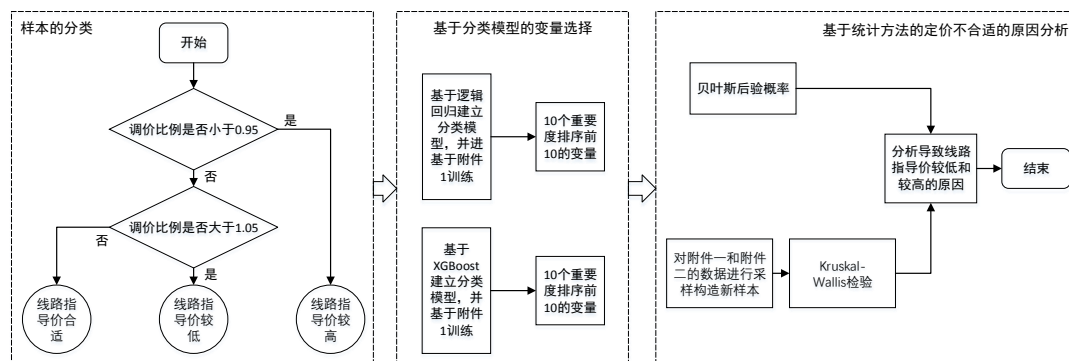 样本的分类
开始
调价比例是否小于0.95
是
否
调价比例是否大于1.05
否
是
线路指
导价合
适
线路指
导价较
低
线路指
导价较
高
基于分类模型的变量选择
基于逻辑
回归建立
分类模
型，并进
基于附件
1训练
10个重要
度排序前
10的变量
基于
XGBoost
建立分类
模型，并
基于附件
1训练
10个重要
度排序前
10的变量
基于统计方法的定价不合适的原因分析
贝叶斯后验概率
对附件一和附件
二的数据进行采
样构造新样本
Kruskal-
Wallis检验
分析导致线路
指导价较低和
较高的原因
结束